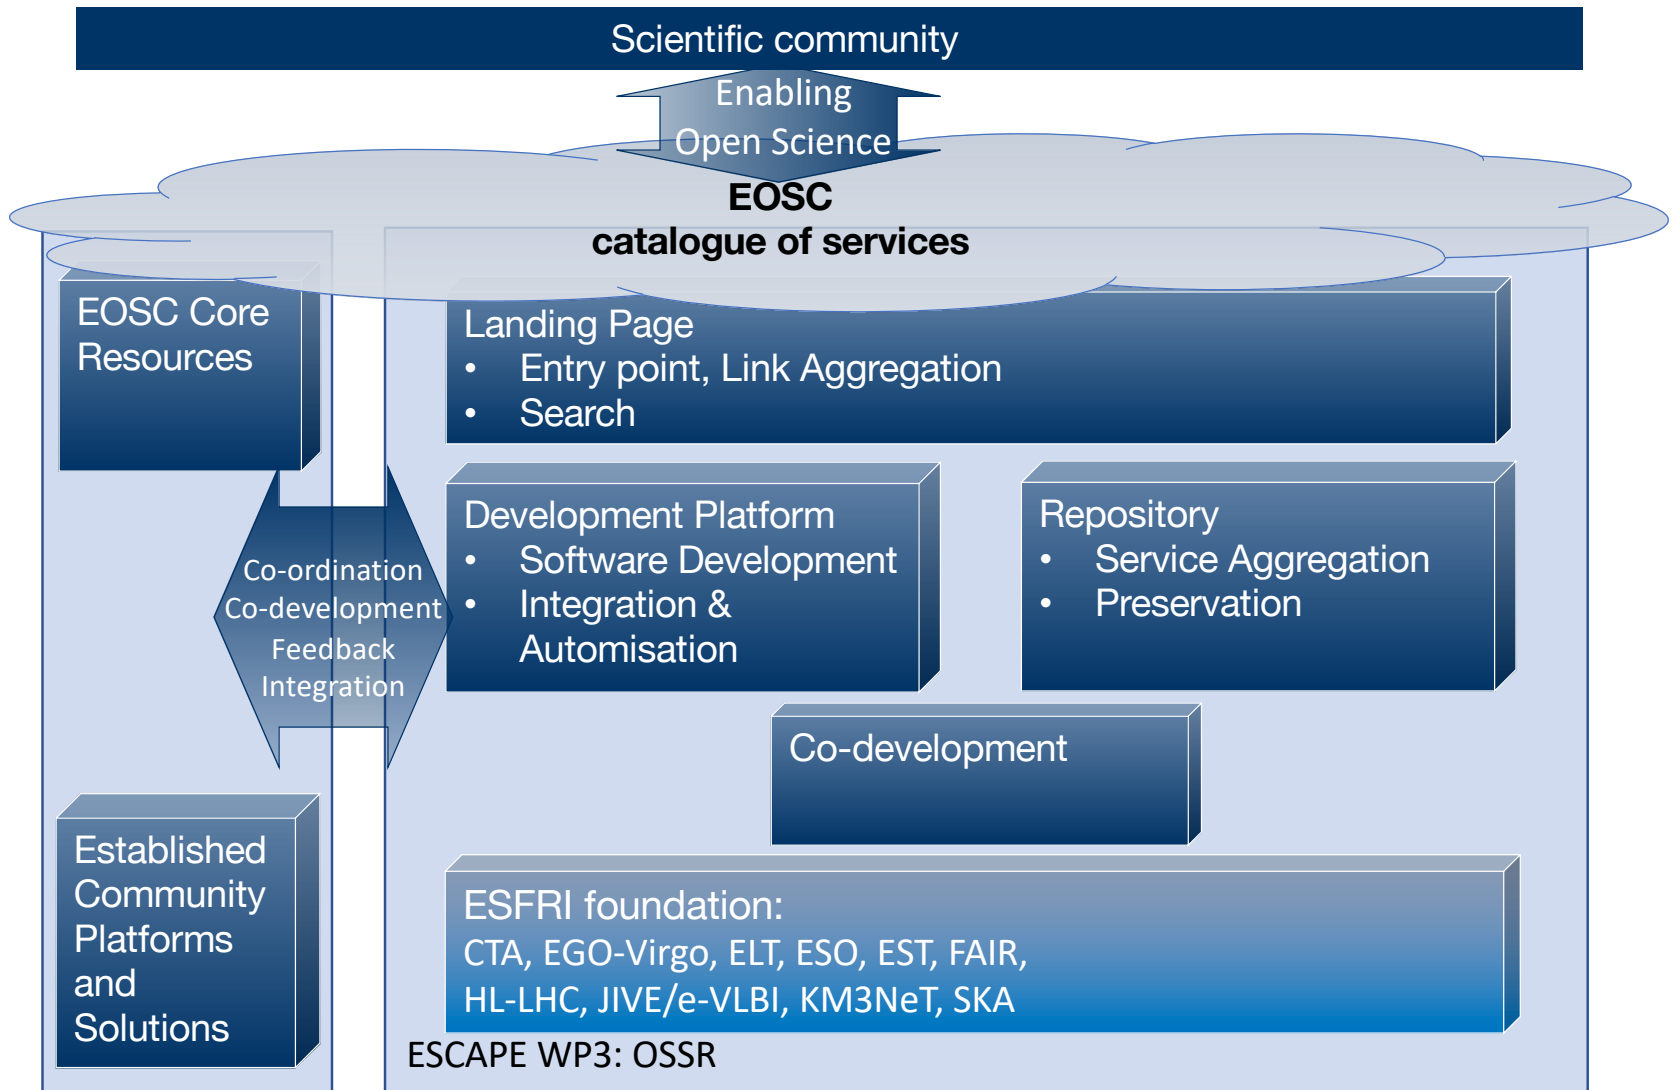 Scientific community
Enabling
Open Science
EOSC
catalogue of services
EOSC Core
Resources
Landing Page
• Entry point, Link Aggregation
• Search
Development Platform
• Software Development
• Integration &
Automisation
Repository
• Service Aggregation
• Preservation
Co-ordination
Co-development
Feedback
Integration
Co-development
Established
Community
Platforms
and
Solutions
ESFRI foundation:
CTA, EGO-Virgo, ELT, ESO, EST, FAIR,
HL-LHC, JIVE/e-VLBI, KM3NeT, SKA
ESCAPE WP3: OSSR